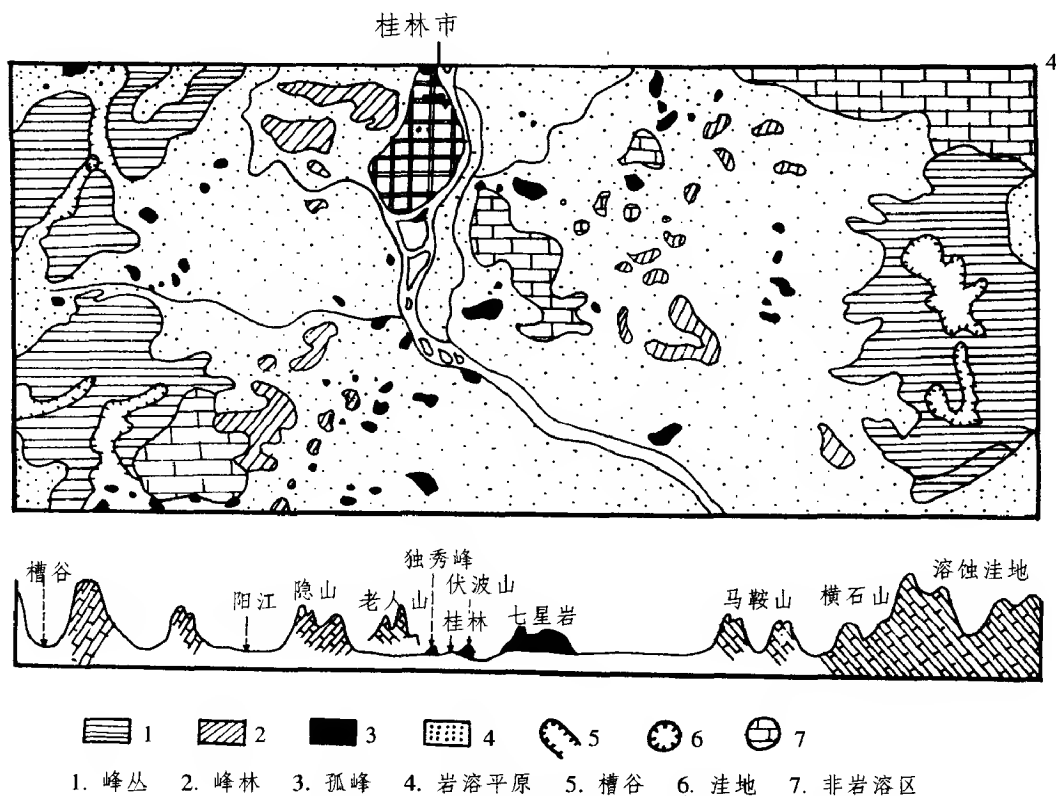 桂林市
4
槽谷
阳江
隐山
老人山
独秀峰
伏波山
桂林
七星岩
马鞍山
横石山
溶蚀洼地
1 2 3 4 5 6 7
1. 峰丛 2. 峰林 3. 孤峰 4. 岩溶平原 5. 槽谷 6. 洼地 7. 非岩溶区